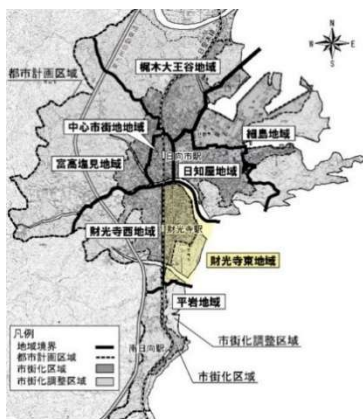 N
S
梶木大王谷地域
都市計画区域
中心市街地地域
細島地域
日向市駅
富高塩見地域
日知屋地域
財光寺西地域
財光寺駅
財光寺東地域
平岩地域
南日向駅
市街化調整区域
市街化区域
凡例
地域境界
都市計画区域
市街化区域
市街化調整区域